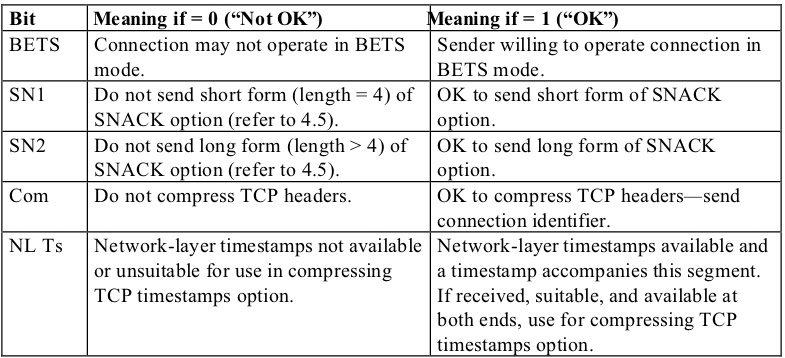 Bit Meaning if = 0 (“Not OK”) Meaning if = 1 (“OK”)
BETS Connection may not operate in BETS mode. Sender willing to operate connection in BETS mode.
SN1 Do not send short form (length = 4) of SNACK option (refer to 4.5). OK to send short form of SNACK option.
SN2 Do not send long form (length > 4) of SNACK option (refer to 4.5). OK to send long form of SNACK option.
Com Do not compress TCP headers. OK to compress TCP headers—send connection identifier.
NL Ts Network-layer timestamps not available or unsuitable for use in compressing TCP timestamps option. Network-layer timestamps available and a timestamp accompanies this segment. If received, suitable, and available at both ends, use for compressing TCP timestamps option.